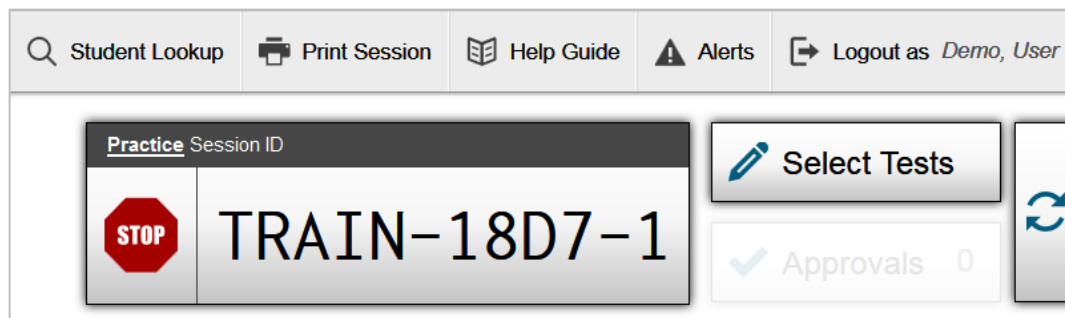 Student Lookup Print Session Help Guide Alerts Logout as Demo, User
Practice Session ID
STOP TRAIN-18D7-1
Select Tests
Approvals 0